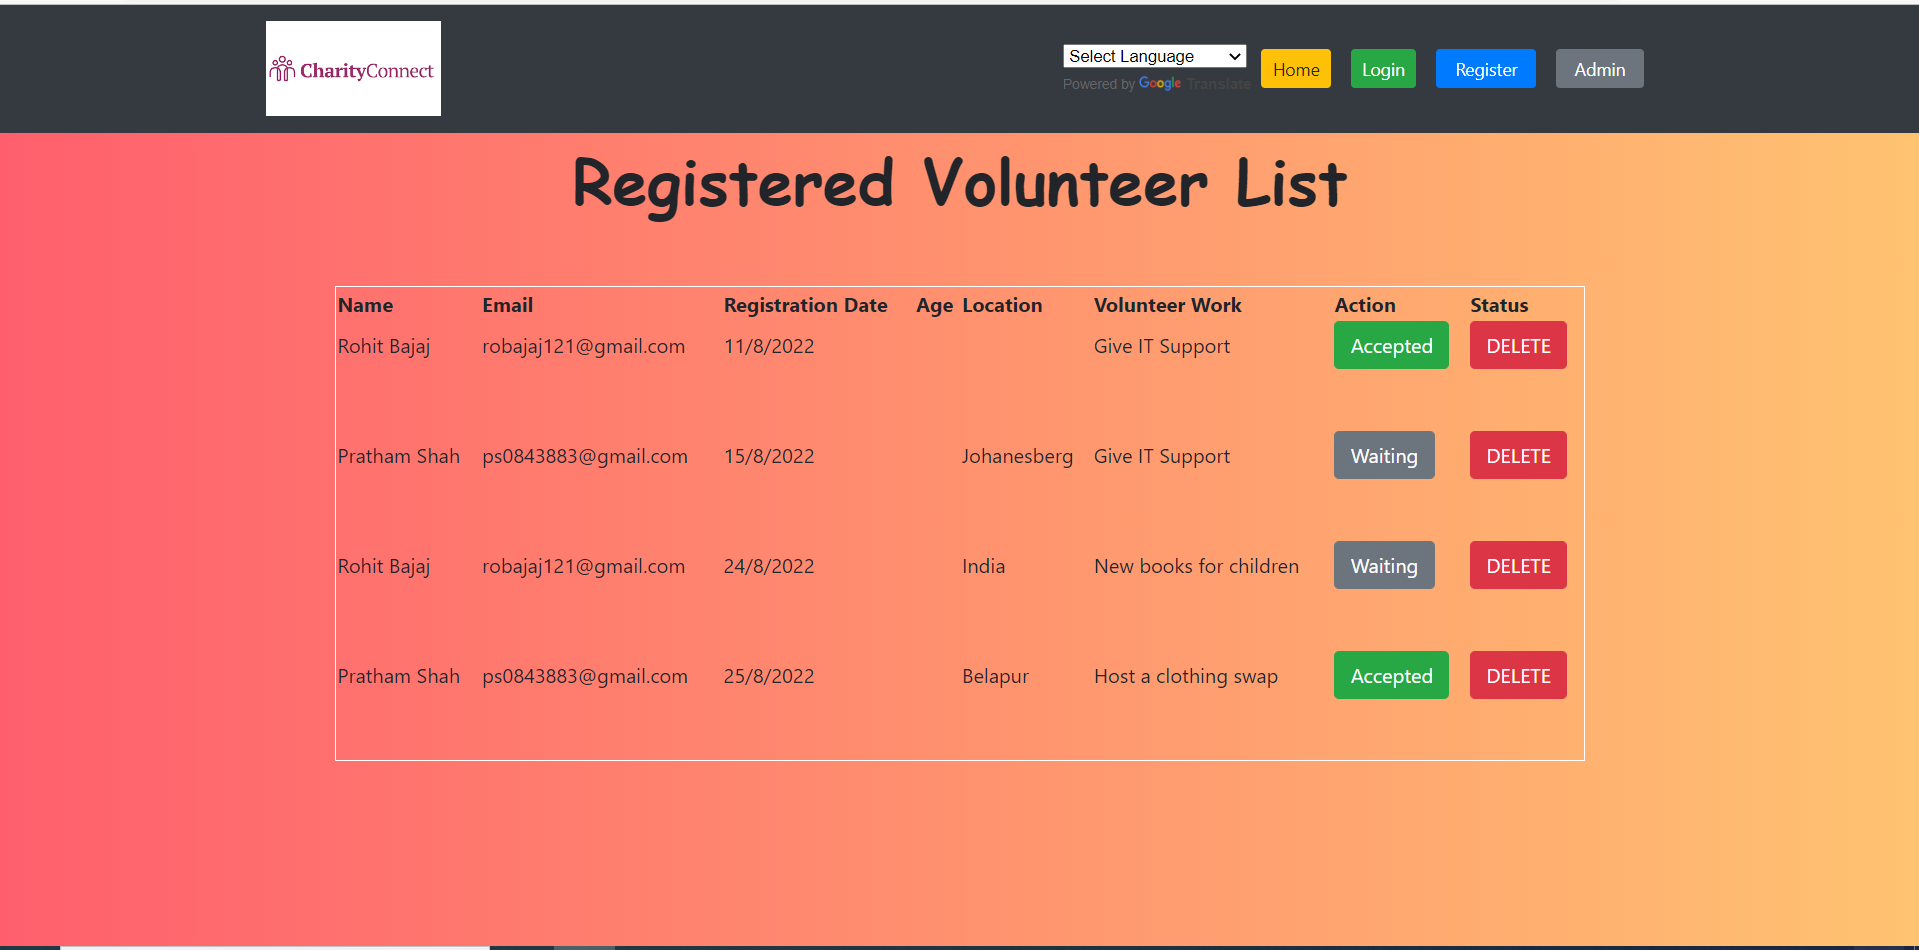 CharityConnect
Select Language
Home
Login
Register
Admin
Powered by Google Translate
Registered Volunteer List
Name Email Registration Date Age Location Volunteer Work Action Status
Rohit Bajaj robajaj121@gmail.com 11/8/2022 Give IT Support Accepted DELETE
Pratham Shah ps0843883@gmail.com 15/8/2022 Johanesberg Give IT Support Waiting DELETE
Rohit Bajaj robajaj121@gmail.com 24/8/2022 India New books for children Waiting DELETE
Pratham Shah ps0843883@gmail.com 25/8/2022 Belapur Host a clothing swap Accepted DELETE